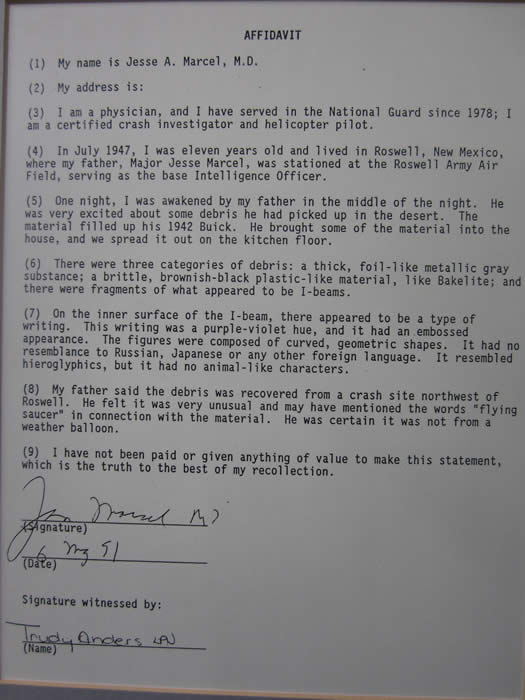 AFFIDAVIT
(1) My name is Jesse A. Marcel, M.D.
(2) My address is:
(3) I am a physician, and I have served in the National Guard since 1978; I
am a certified crash investigator and helicopter pilot.
(4) In July 1947, I was eleven years old and lived in Roswell, New Mexico,
where my father, Major Jesse Marcel, was stationed at the Roswell Army Air
Field, serving as the base Intelligence Officer.
(5) One night, I was awakened by my father in the middle of the night. He
was very excited about some debris he had picked up in the desert. The
material filled up his 1942 Buick. He brought some of the material into the
house, and we spread it out on the kitchen floor.
(6) There were three categories of debris: a thick, foil-like metallic gray
substance; a brittle, brownish-black plastic-like material, like Bakelite; and
there were fragments of what appeared to be I-beams.
(7) On the inner surface of the I-beam, there appeared to be a type of
writing. This writing was a purple-violet hue, and it had an embossed
appearance. The figures were composed of curved, geometric shapes. It had no
resemblance to Russian, Japanese or any other foreign language. It resembled
hieroglyphics, but it had no animal-like characters.
(8) My father said the debris was recovered from a crash site northwest of
Roswell. He felt it was very unusual and may have mentioned the words "flying
saucer" in connection with the material. He was certain it was not from a
weather balloon.
(9) I have not been paid or given anything of value to make this statement,
which is the truth to the best of my recollection.
Marcel MD
(Signature)
6 My 91
(Date)
Signature witnessed by:
Trudy Anders
(Name)